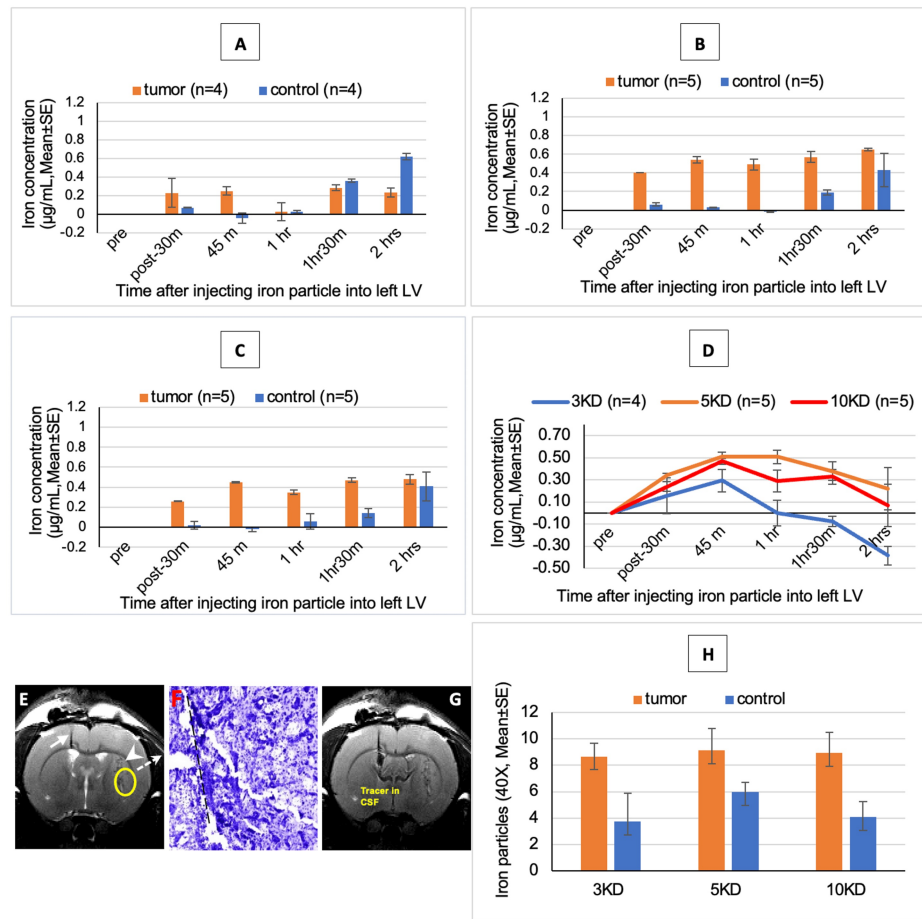 A
tumor (n=4) control (n=4)
Iron concentration
(µg/mL,Mean±SE)
1.2
1
0.8
0.6
0.4
0.2
0
-0.2
pre
post-30m
45 m
1 hr
1hr30m
2 hrs
Time after injecting iron particle into left LV
B
tumor (n=5) control (n=5)
Iron concentration
(µg/mL,Mean±SE)
1.2
1
0.8
0.6
0.4
0.2
0
-0.2
pre
post-30m
45 m
1 hr
1hr30m
2 hrs
Time after injecting iron particle into left LV
C
tumor (n=5) control (n=5)
Iron concentration
(µg/mL,Mean±SE)
1.2
1
0.8
0.6
0.4
0.2
0
-0.2
pre
post-30m
45 m
1 hr
1hr30m
2 hrs
Time after injecting iron particle into left LV
D
3KD (n=4) 5KD (n=5) 10KD (n=5)
Iron concentration
(µg/mL,Mean±SE)
0.70
0.50
0.30
0.10
-0.10
-0.30
-0.50
pre
post-30m
45 m
1 hr
1hr30m
2 hrs
Time after injecting iron particle into left LV
E
F
G
Tracer in
CSF
H
tumor control
Iron particles (40X, Mean±SE)
12
10
8
6
4
2
0
3KD 5KD 10KD